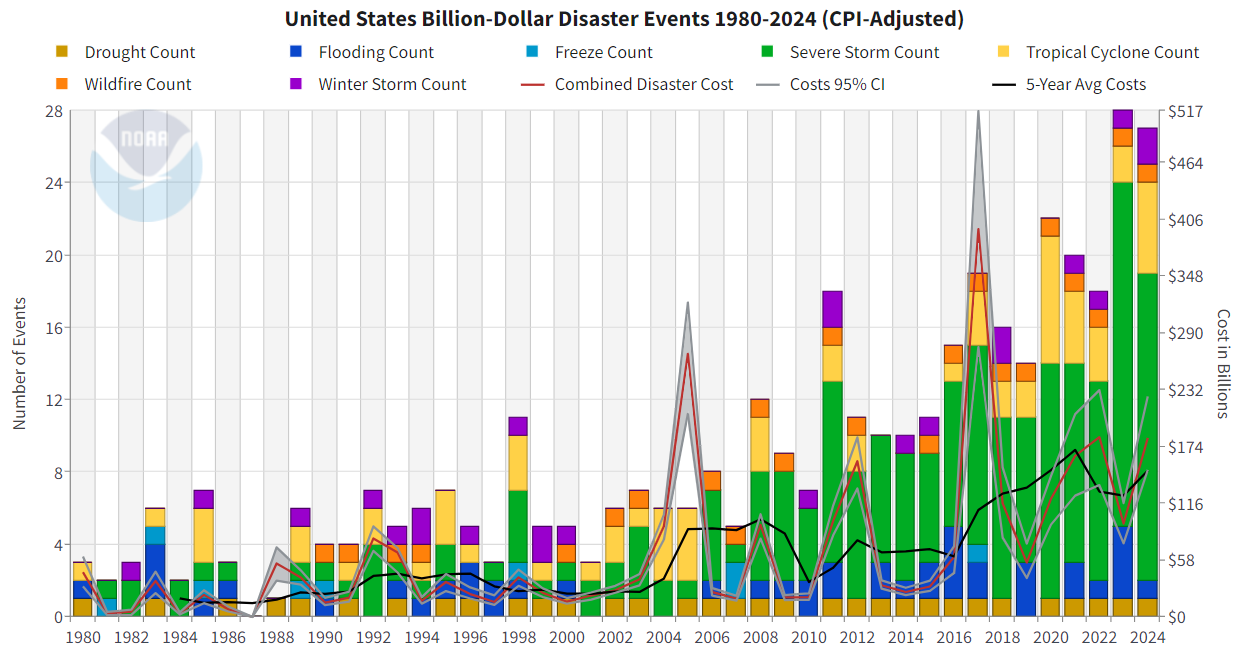 United States Billion-Dollar Disaster Events 1980-2024 (CPI-Adjusted)
Drought Count Flooding Count Freeze Count Severe Storm Count Tropical Cyclone Count
Wildfire Count Winter Storm Count Combined Disaster Cost Costs 95% CI 5-Year Avg Costs
NOAA
28 $517
$464
24
$406
20
$348
16 $290
$232
12
$174
8
$116
4 $58
0 $0
Number of Events
Cost in Billions
1980 1982 1984 1986 1988 1990 1992 1994 1996 1998 2000 2002 2004 2006 2008 2010 2012 2014 2016 2018 2020 2022 2024